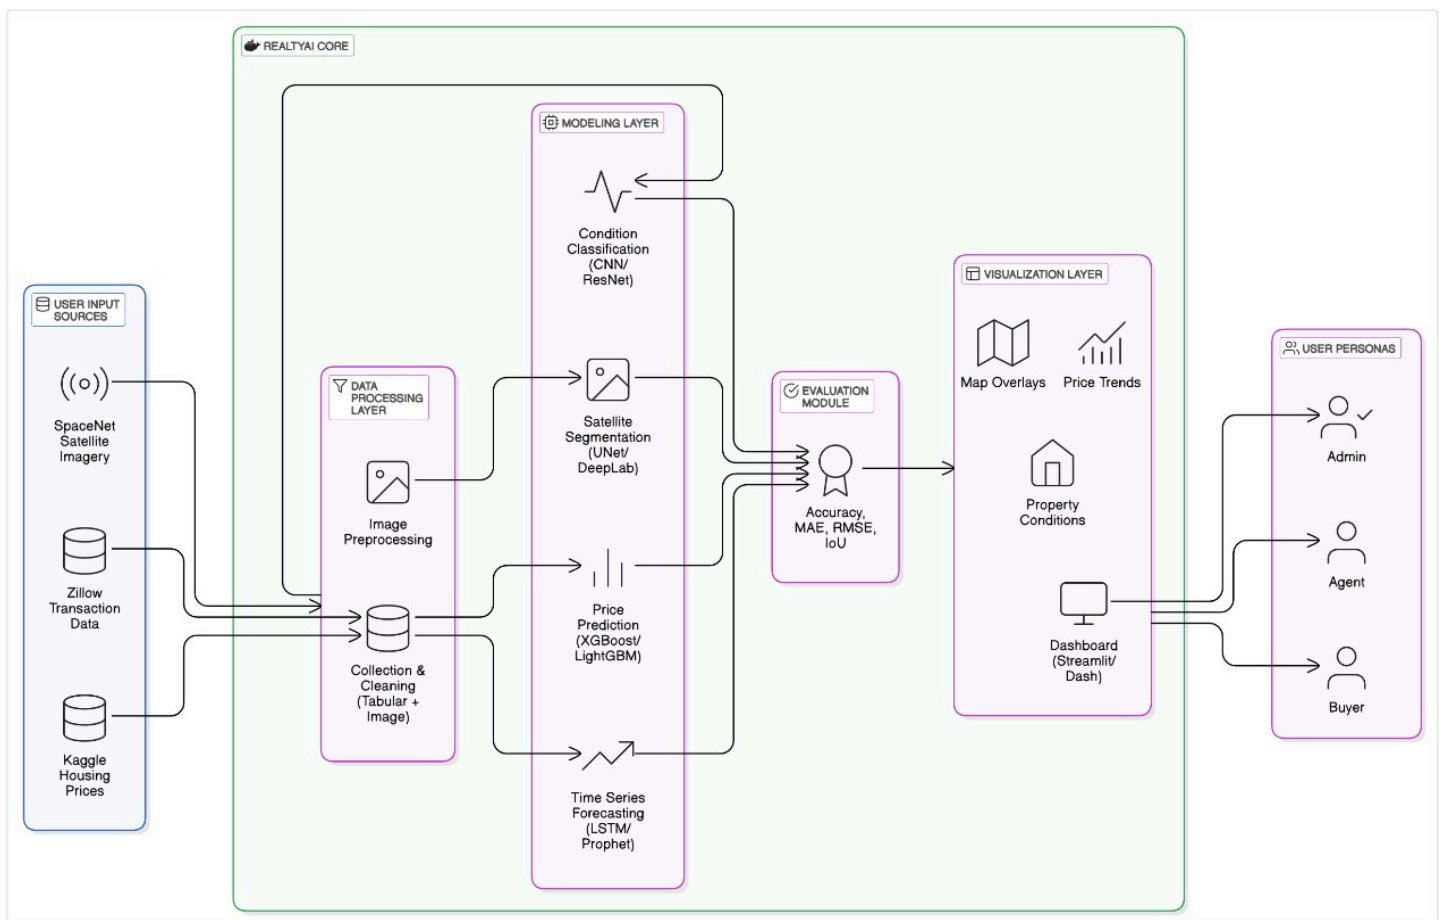 REALTYAI CORE
USER INPUT
SOURCES
SpaceNet
Satellite
Imagery
Zillow
Transaction
Data
Kaggle
Housing
Prices
DATA
PROCESSING
LAYER
Image
Preprocessing
Collection &
Cleaning
(Tabular +
Image)
MODELING LAYER
Condition
Classification
(CNN/
ResNet)
Satellite
Segmentation
(UNet/
DeepLab)
Price
Prediction
(XGBoost/
LightGBM)
Time Series
Forecasting
(LSTM/
Prophet)
EVALUATION
MODULE
Accuracy,
MAE, RMSE,
IoU
VISUALIZATION LAYER
Map Overlays
Price Trends
Property
Conditions
Dashboard
(Streamlit/
Dash)
USER PERSONAS
Admin
Agent
Buyer